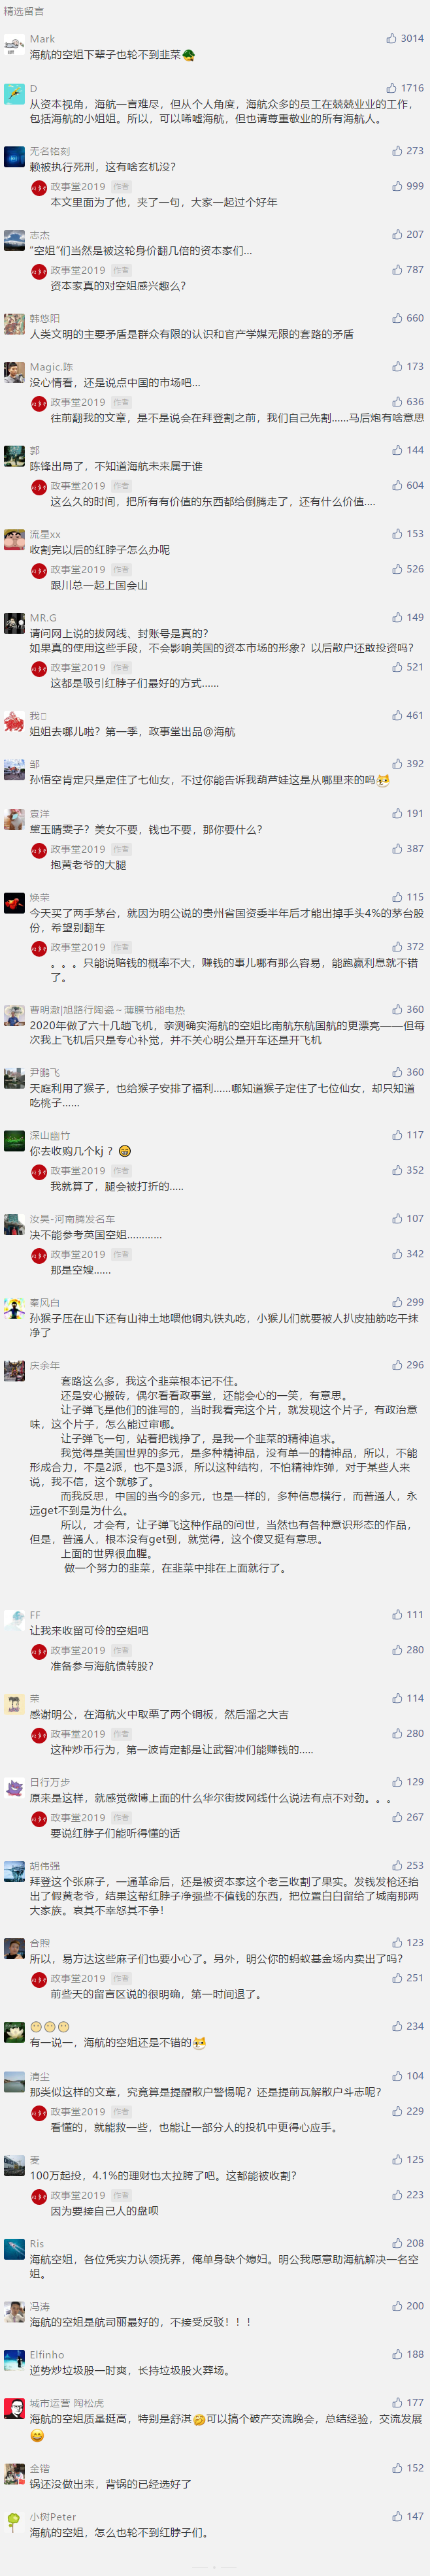 精选留言
Mark 3014
海航的空姐下辈子也轮不到韭菜
D 1716
从资本视角，海航一言难尽，但从个人角度，海航众多的员工在兢兢业业的工作，
包括海航的小姐姐。所以，可以唏嘘海航，但也请尊重敬业的所有海航人。
无名铭刻 273
赖被执行死刑，这有啥玄机没？
政事堂2019 作者 999
本文里面为了他，夹了一句，大家一起过个好年
志杰 207
“空姐”们当然是被这轮身价翻几倍的资本家们...
政事堂2019 作者 787
资本家真的对空姐感兴趣么？
韩悠阳 660
人类文明的主要矛盾是群众有限的认识和官产学媒无限的套路的矛盾
Magic.陈 173
没心情看，还是说点中国的市场吧...
政事堂2019 作者 636
往前翻我的文章，是不是说会在拜登割之前，我们自己先割......马后炮有啥意思
郭 144
陈锋出局了，不知道海航未来属于谁
政事堂2019 作者 604
这么久的时间，把所有有价值的东西都给倒腾走了，还有什么价值....
流星xx 153
收割完以后的红脖子怎么办呢
政事堂2019 作者 526
跟川总一起上国会山
MR.G 149
请问网上说的拔网线、封账号是真的？
如果真的使用这些手段，不会影响美国的资本市场的形象？以后散户还敢投资吗？
政事堂2019 作者 521
这都是吸引红脖子们最好的方式......
我 461
姐姐去哪儿啦？第一季，政事堂出品@海航
邹 392
孙悟空肯定只是定住了七仙女，不过你能告诉我葫芦娃这是从哪里来的吗
袁洋 191
黛玉晴雯子？美女不要，钱也不要，那你要什么？
政事堂2019 作者 387
抱黄老爷的大腿
焕荣 115
今天买了两手茅台，就因为明公说的贵州省国资委半年后才能出掉手头4%的茅台股
份，希望别翻车
政事堂2019 作者 372
。。。只能说赔钱的概率不大，赚钱的事儿哪有那么容易，能跑赢利息就不错
了。
曹明澈|旭路行陶瓷~薄膜节能电热 360
2020年做了六十几趟飞机，亲测确实海航的空姐比南航东航国航的更漂亮——但每
次我上飞机后只是专心补觉，并不关心明公是开车还是开飞机
尹鹏飞 360
天庭利用了猴子，也给猴子安排了福利......哪知道猴子定住了七位仙女，却只知道
吃桃子......
深山幽竹 117
你去收购几个kj ？
政事堂2019 作者 352
我就算了，腿会被打折的.....
汝昊-河南腾发名车 107
决不能参考英国空姐............
政事堂2019 作者 342
那是空嫂......
秦风白 299
孙猴子压在山下还有山神土地喂他铜丸铁丸吃，小猴儿们就要被人扒皮抽筋吃干抹
净了
庆余年 296
套路这么多，我这个韭菜根本记不住。
还是安心搬砖，偶尔看看政事堂，还能会心的一笑，有意思。
让子弹飞是他们的谁写的，当时我看完这个片，就发现这个片子，有政治意
味，这个片子，怎么能过审哪。
让子弹飞一句，站着把钱挣了，是我一个韭菜的精神追求。
我觉得是美国世界的多元，是多种精神品，没有单一的精神品，所以，不能
形成合力，不是2派，也不是3派，所以这种结构，不怕精神炸弹，对于某些人来
说，我不信，这个就够了。
而我反思，中国的当今的多元，也是一样的，多种信息横行，而普通人，永
远get不到是为什么。
所以，才会有，让子弹飞这种作品的问世，当然也有各种意识形态的作品，
但是，普通人，根本没有get到，就觉得，这个傻叉挺有意思。
上面的世界很血腥。
做一个努力的韭菜，在韭菜中排在上面就行了。
FF 111
让我来收留可伶的空姐吧
政事堂2019 作者 280
准备参与海航债转股？
荣 114
感谢明公，在海航火中取栗了两个铜板，然后溜之大吉
政事堂2019 作者 280
这种炒币行为，第一波肯定都是让武智冲们能赚钱的.....
日行万步 129
原来是这样，就感觉微博上面的什么华尔街拔网线什么说法有点不对劲。。。
政事堂2019 作者 267
要说红脖子们能听得懂的话
胡伟强 253
拜登这个张麻子，一通革命后，还是被资本家这个老三收割了果实。发钱发枪还抬
出了假黄老爷，结果这帮红脖子净强些不值钱的东西，把位置白白留给了城南那两
大家族。哀其不幸怒其不争！
合煦 123
所以，易方达这些麻子们也要小心了。另外，明公你的蚂蚁基金场内卖出了吗？
政事堂2019 作者 251
前些天的留言区说的很明确，第一时间退了。
234
有一说一，海航的空姐还是不错的
清尘 104
那类似这样的文章，究竟算是提醒散户警惕呢？还是提前瓦解散户斗志呢？
政事堂2019 作者 229
看懂的，就能救一些，也能让一部分人的投机中更得心应手。
麦 125
100万起投，4.1%的理财也太拉胯了吧。这都能被收割？
政事堂2019 作者 223
因为要接自己人的盘呗
Ris 208
海航空姐，各位凭实力认领抚养，俺单身缺个媳妇。明公我愿意助海航解决一名空
姐。
冯涛 200
海航的空姐是航司丽最好的，不接受反驳！！！
Elfinho 188
逆势炒垃圾股一时爽，长持垃圾股火葬场。
城市运营 陶松虎 177
海航的空姐质量挺高，特别是舒淇 可以搞个破产交流晚会，总结经验，交流发展
金锴 152
锅还没做出来，背锅的已经选好了
小树Peter 147
海航的空姐，怎么也轮不到红脖子们。